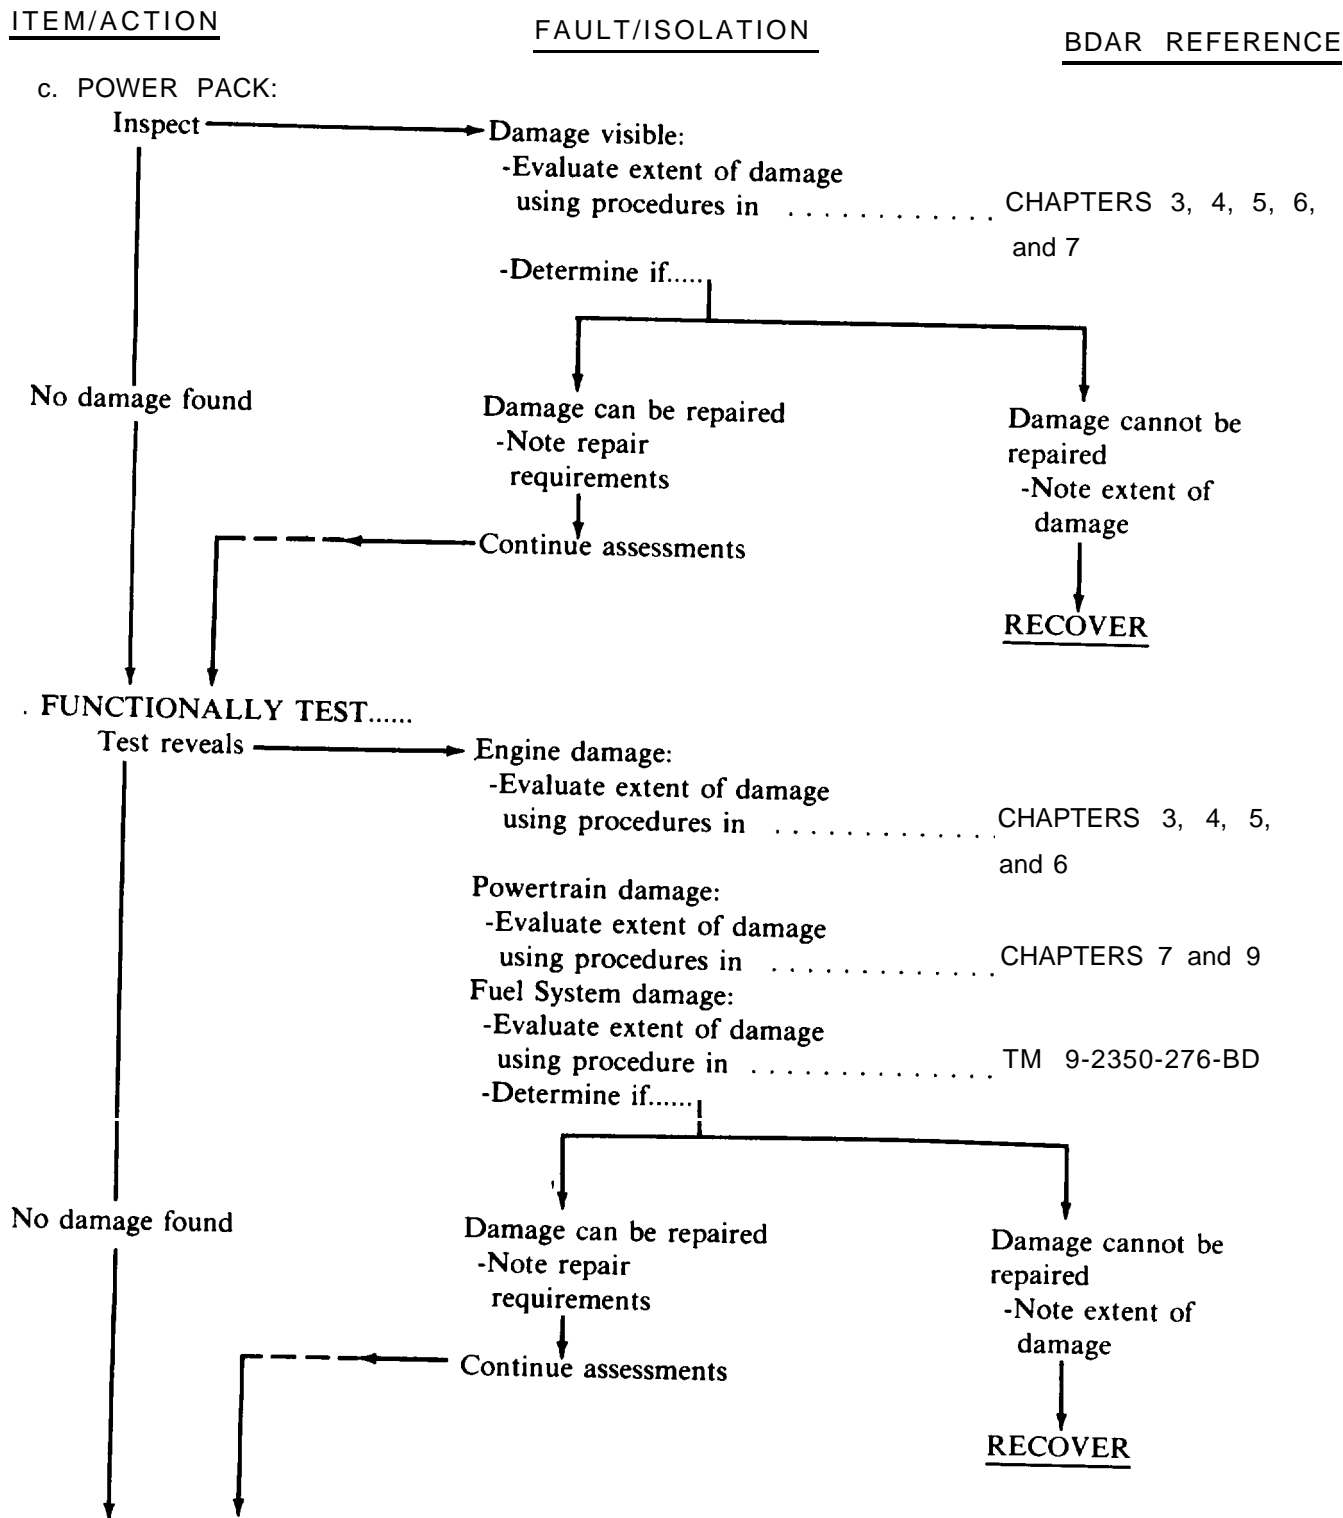 ITEM/ACTION
FAULT/ISOLATION
BDAR REFERENCE
c. POWER PACK:
Inspect
Damage visible:
-Evaluate extent of damage
using procedures in ............. CHAPTERS 3, 4, 5, 6,
and 7
-Determine if.....
No damage found
Damage can be repaired
-Note repair
requirements
Damage cannot be
repaired
-Note extent of
damage
Continue assessments
RECOVER
. FUNCTIONALLY TEST......
Test reveals
Engine damage:
-Evaluate extent of damage
using procedures in ............. CHAPTERS 3, 4, 5,
and 6
Powertrain damage:
-Evaluate extent of damage
using procedures in ............. CHAPTERS 7 and 9
Fuel System damage:
-Evaluate extent of damage
using procedure in .............. TM 9-2350-276-BD
-Determine if......
No damage found
Damage can be repaired
-Note repair
requirements
Damage cannot be
repaired
-Note extent of
damage
Continue assessments
RECOVER